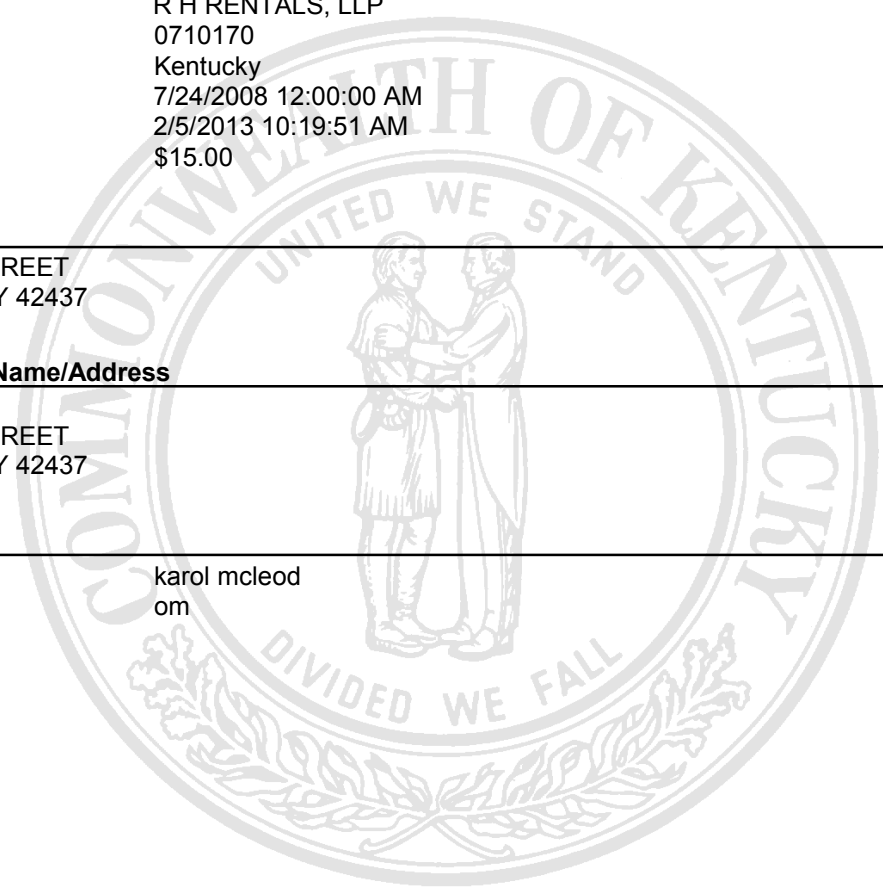 R H RENTALS, LLP
0710170
Kentucky
7/24/2008 12:00:00 AM
2/5/2013 10:19:51 AM
$15.00
COMMONWEALTH OF KENTUCKY
UNITED WE STAND
REET
Y 42437
Name/Address
REET
Y 42437
karol mcleod
om
DIVIDED WE FALL